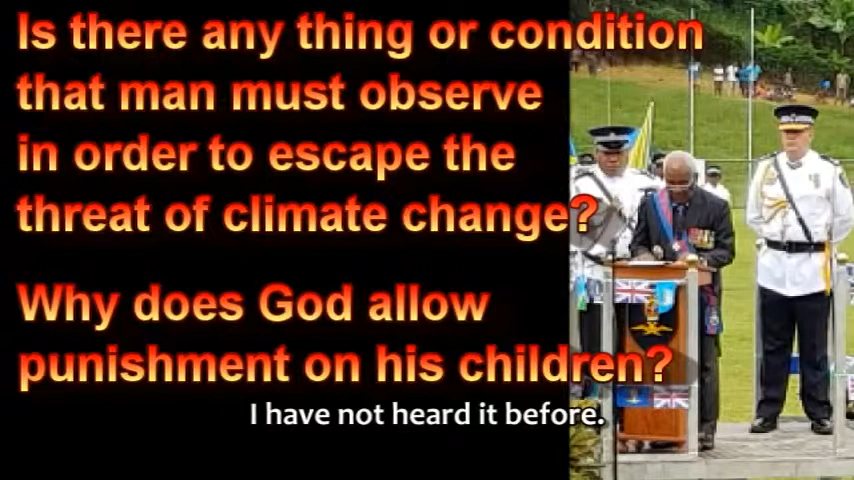 Is there any thing or condition
that man must observe
in order to escape the
threat of climate change?
Why does God allow
punishment on his children?
I have not heard it before.